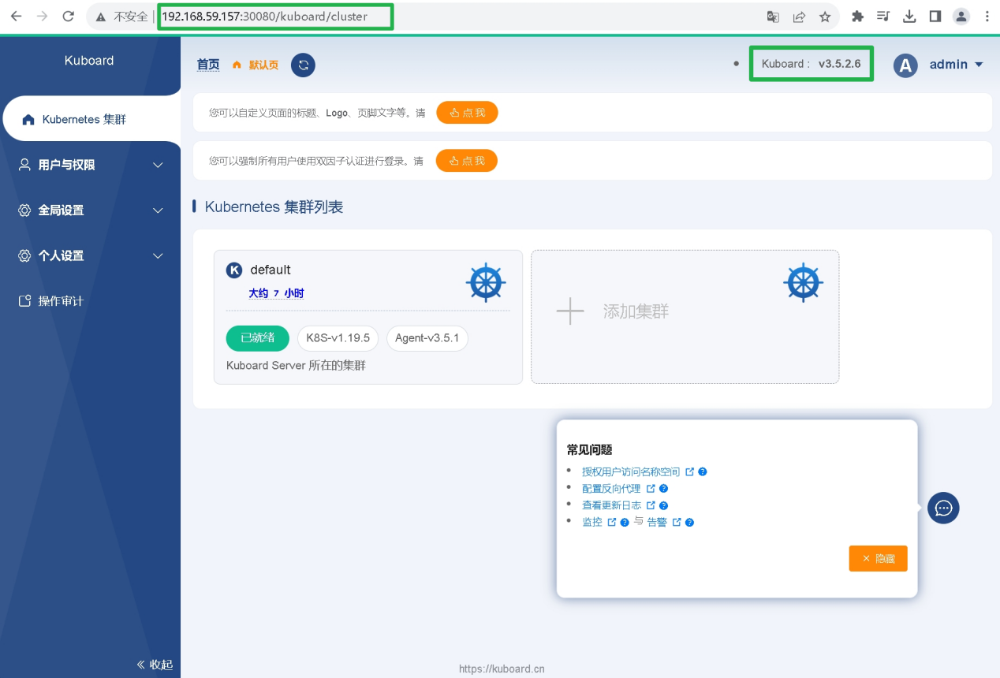 不安全 | 192.168.59.157:30080/kuboard/cluster
Kuboard
首页 默认页
Kuboard： v3.5.2.6
A admin
Kubernetes 集群
用户与权限
全局设置
个人设置
操作审计
您可以自定义页面的标题、Logo、页脚文字等。请 点 我
您可以强制所有用户使用双因子认证进行登录。请 点 我
Kubernetes 集群列表
K default
大约 7 小时
已就绪 K8S-v1.19.5 Agent-v3.5.1
Kuboard Server 所在的集群
添加集群
常见问题
授权用户访问名称空间
配置反向代理
查看更新日志
监控 与 告警
× 隐藏
« 收起
https://kuboard.cn